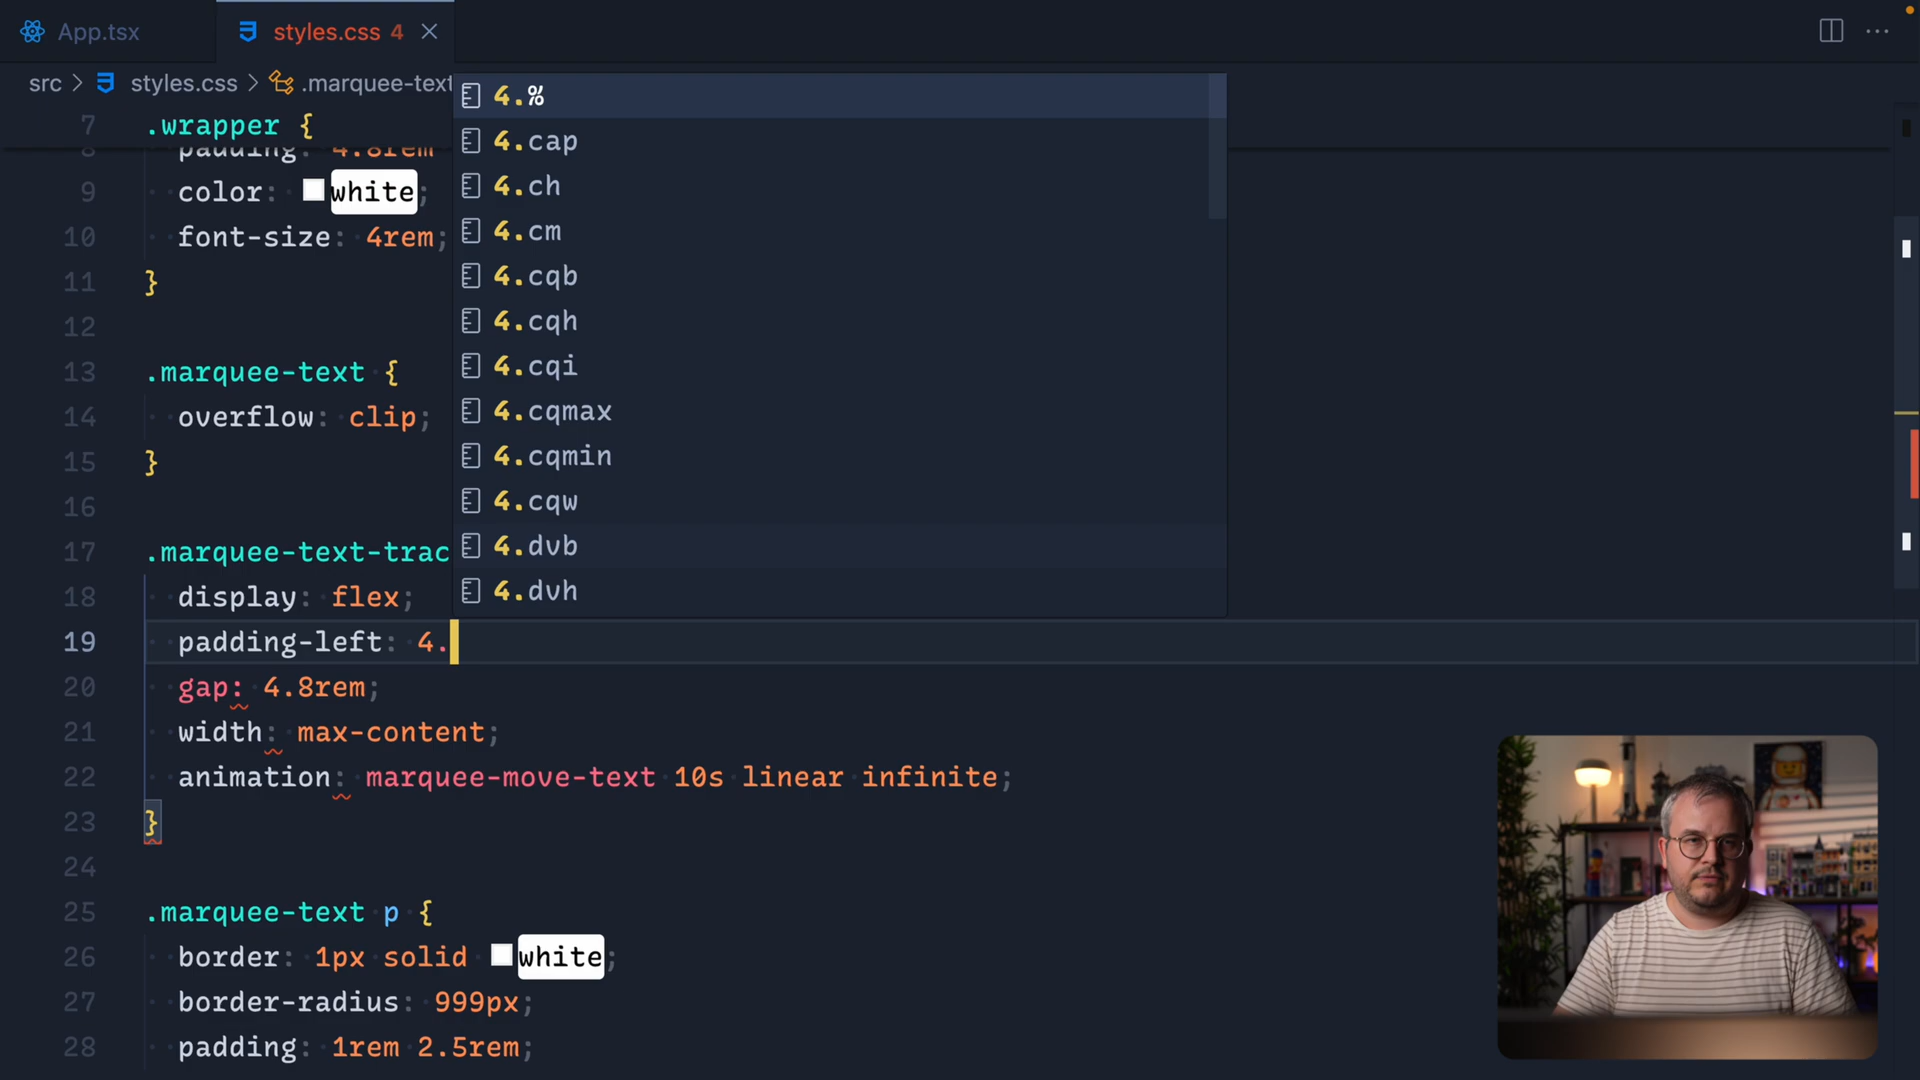 App.tsx
styles.css 4
src > styles.css > .marquee-text
7 .wrapper {
8 padding: 4.8rem
9 color: white;
10 font-size: 4rem;
11 }
12
13 .marquee-text {
14 overflow: clip;
15 }
16
17 .marquee-text-trac
18 display: flex;
19 padding-left: 4.
20 gap: 4.8rem;
21 width: max-content;
22 animation: marquee-move-text 10s linear infinite;
23 }
24
25 .marquee-text p {
26 border: 1px solid white;
27 border-radius: 999px;
28 padding: 1rem 2.5rem;
4.%
4.cap
4.ch
4.cm
4.cqb
4.cqh
4.cqi
4.cqmax
4.cqmin
4.cqw
4.dvb
4.dvh